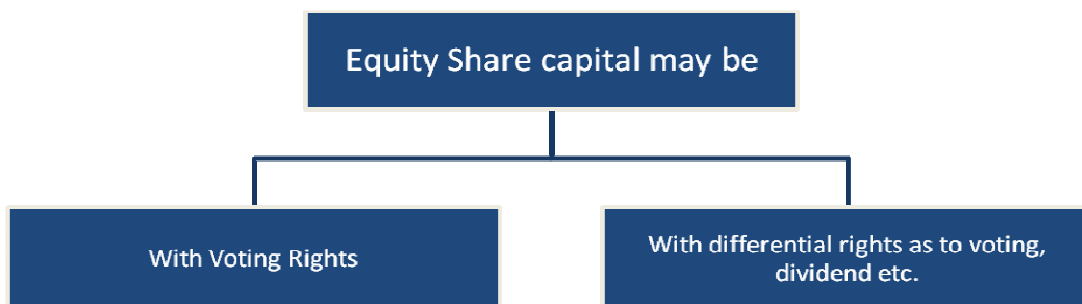 Equity Share capital may be
With Voting Rights
With differential rights as to voting,
dividend etc.